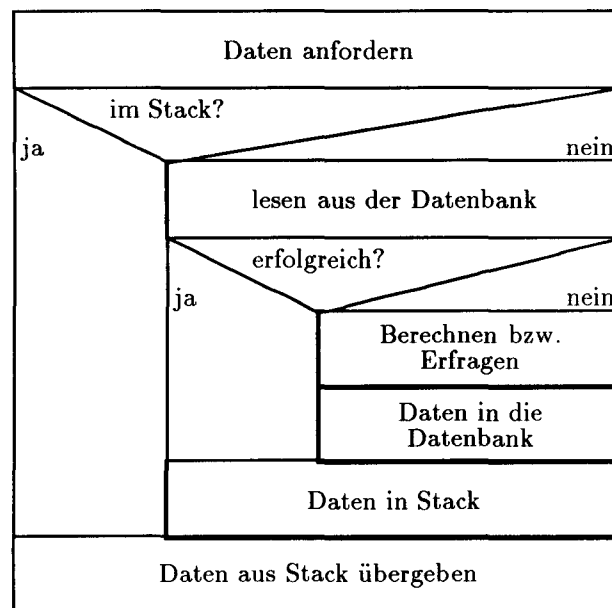 Daten anfordern
im Stack?
ja
nein
lesen aus der Datenbank
erfolgreich?
ja
nein
Berechnen bzw.
Erfragen
Daten in die
Datenbank
Daten in Stack
Daten aus Stack übergeben